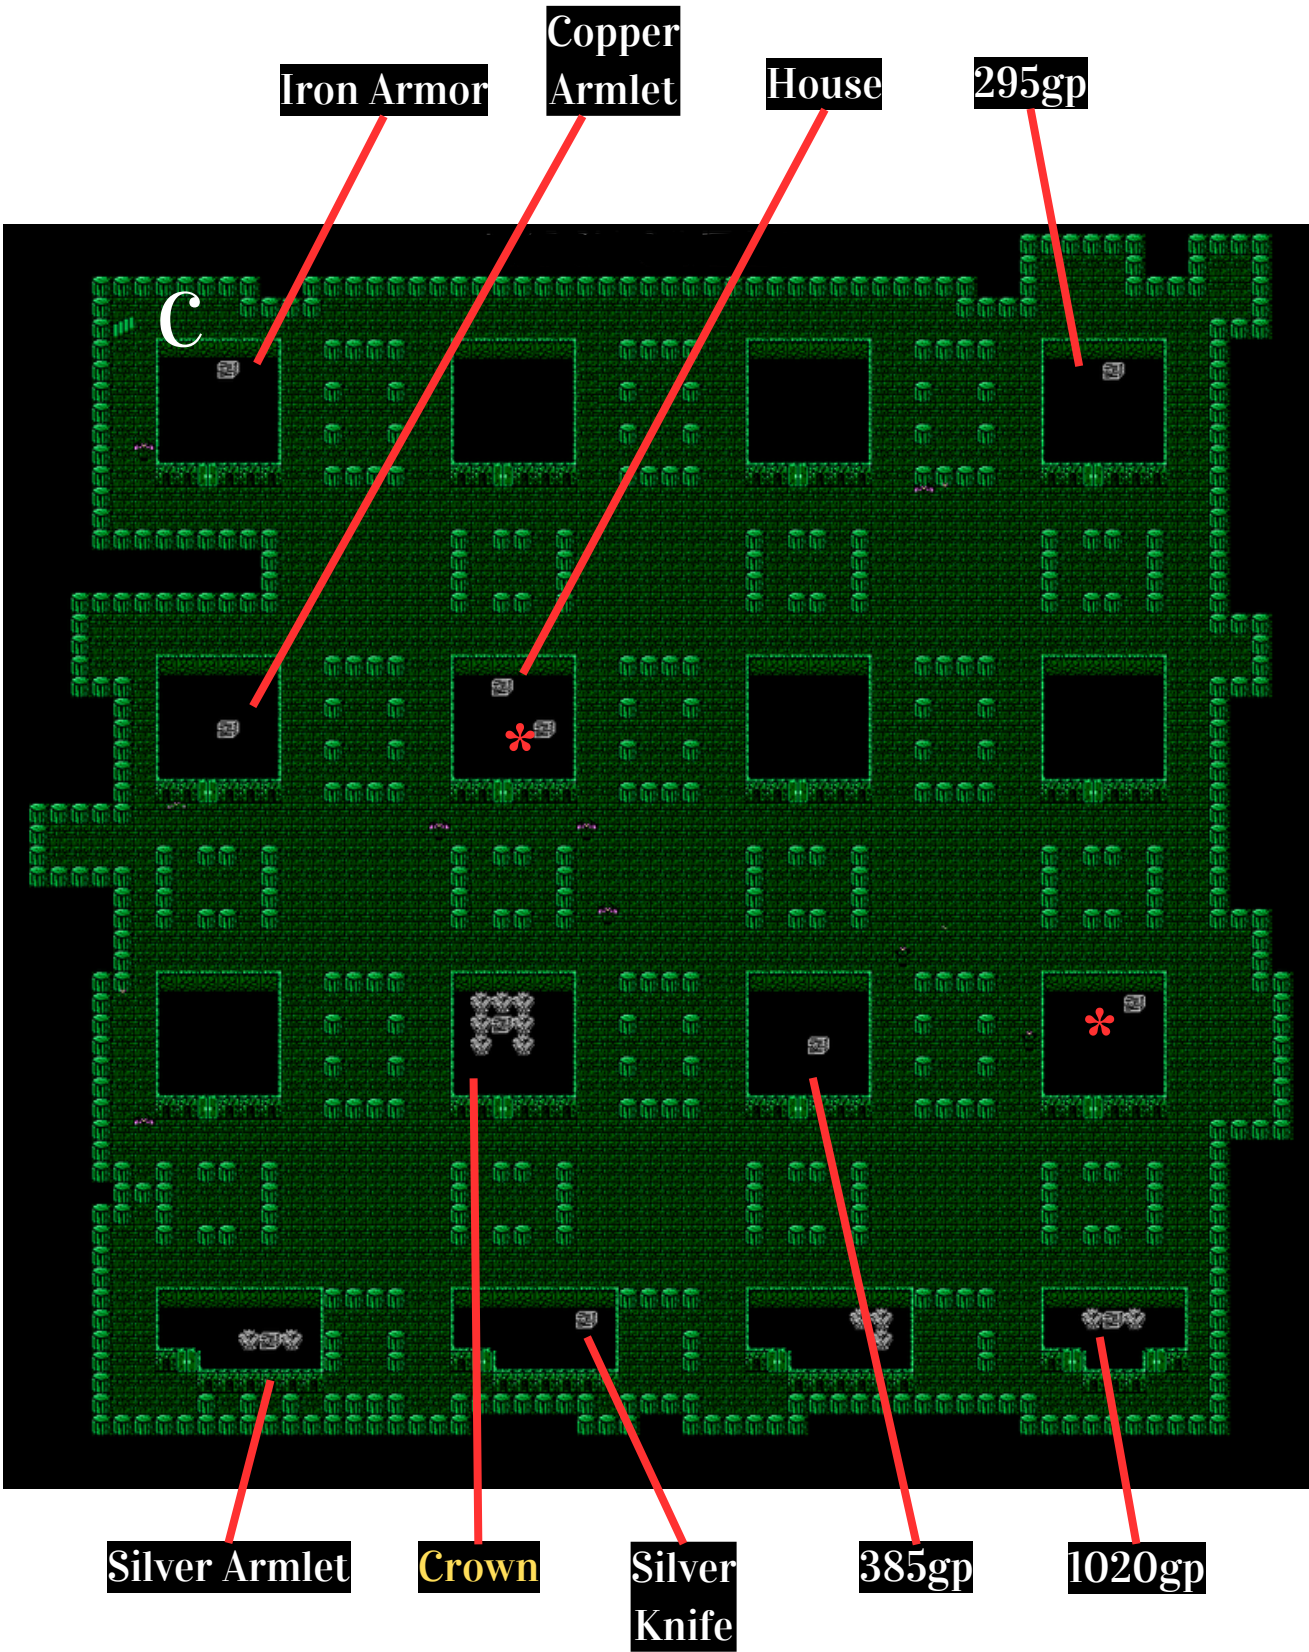 Copper
Armlet
Iron Armor
House
295gp
C
*
*
Silver Armlet
Crown
Silver
Knife
385gp
1020gp